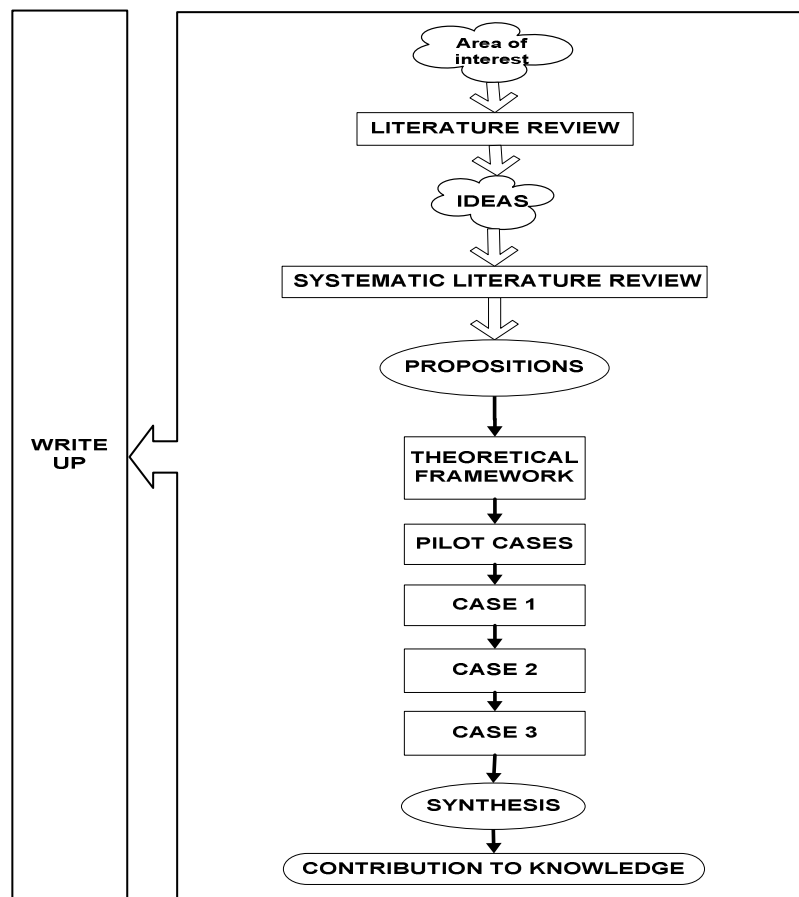 Area of
interest
LITERATURE REVIEW
IDEAS
SYSTEMATIC LITERATURE REVIEW
PROPOSITIONS
WRITE
UP
THEORETICAL
FRAMEWORK
PILOT CASES
CASE 1
CASE 2
CASE 3
SYNTHESIS
CONTRIBUTION TO KNOWLEDGE